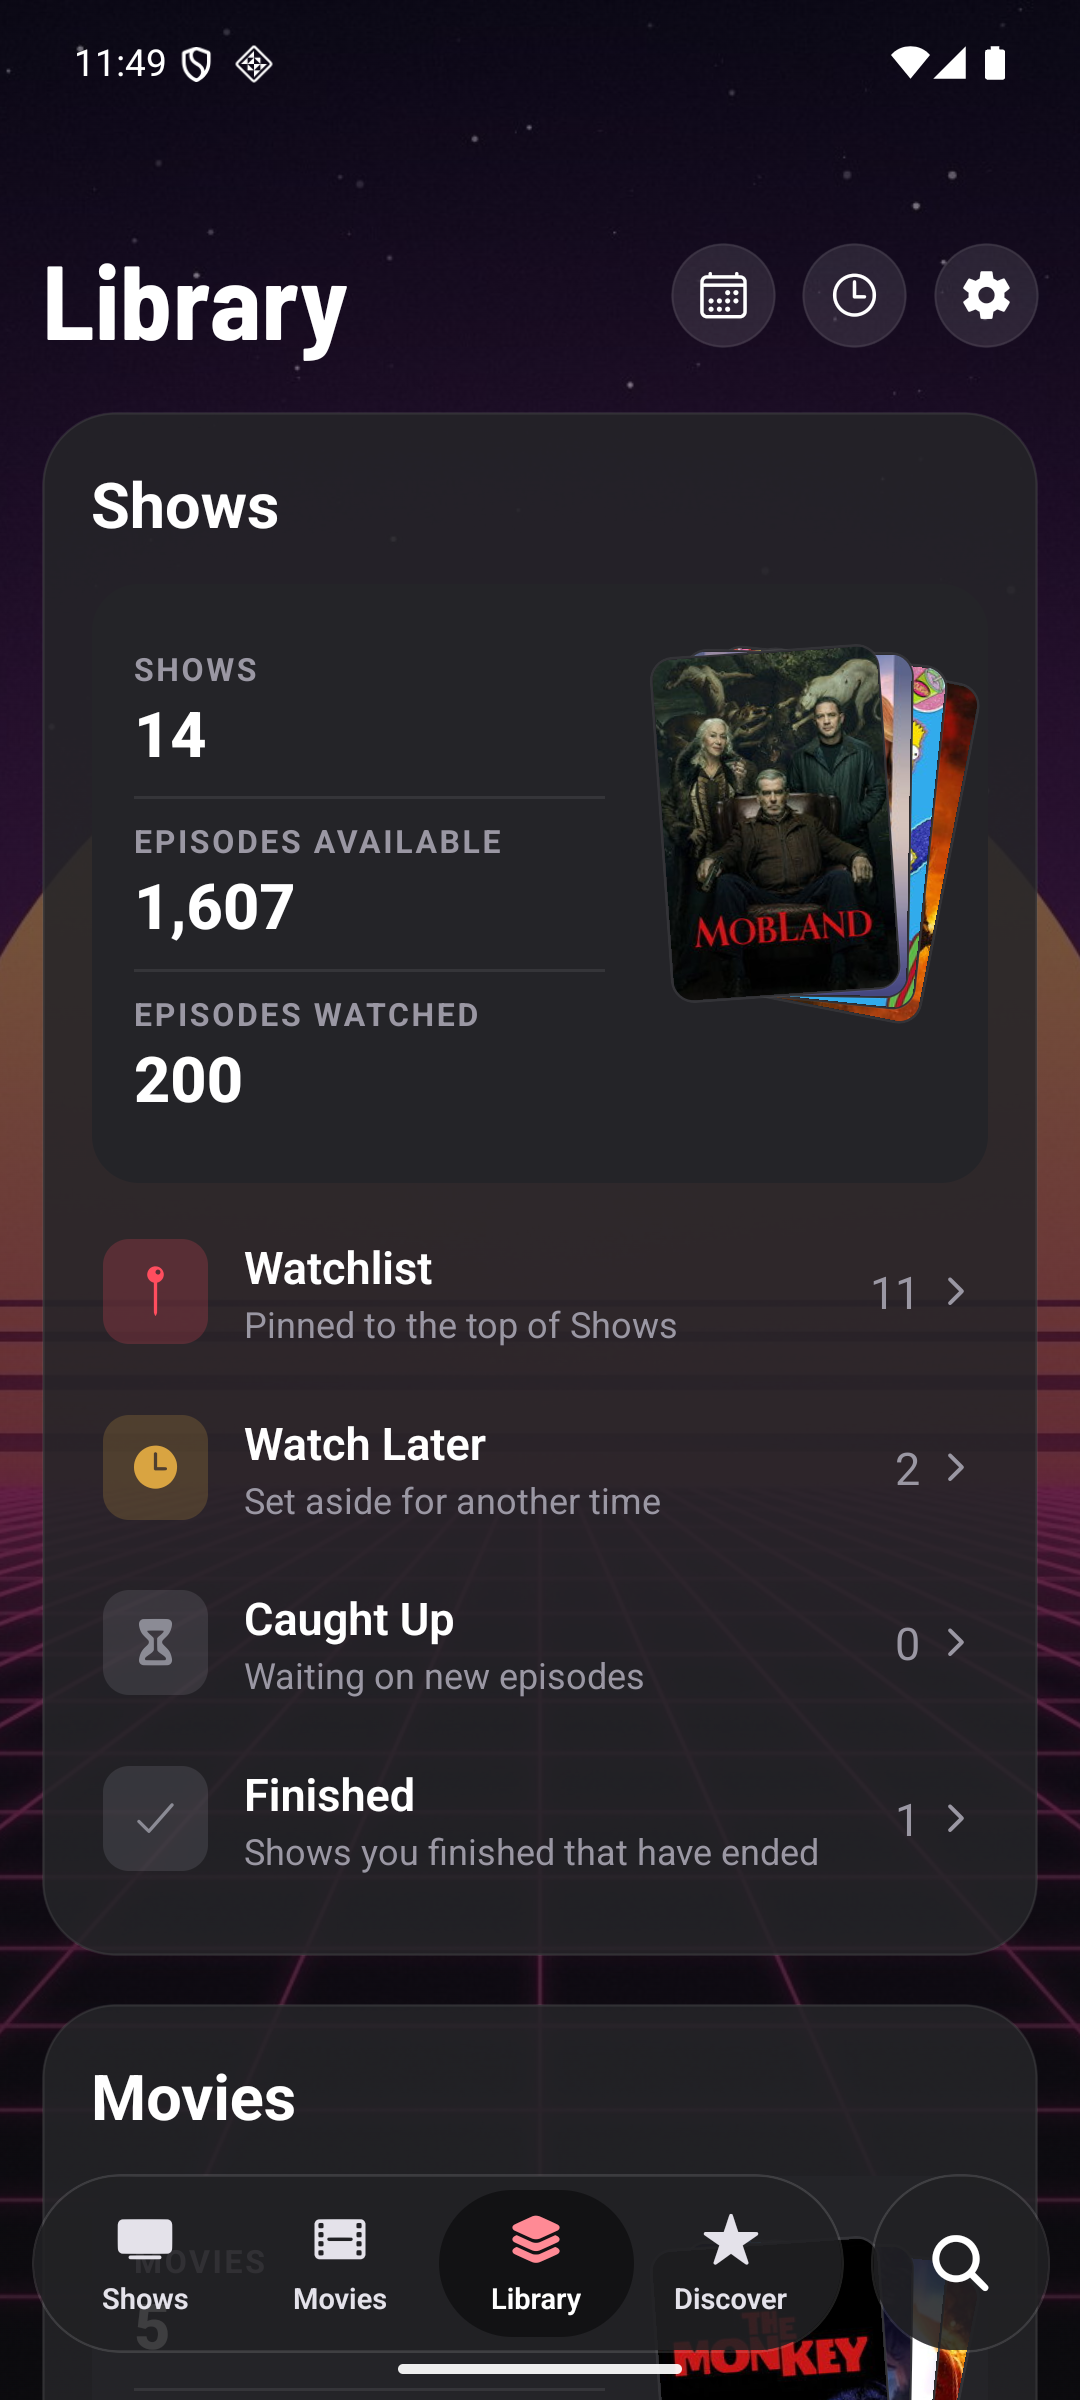 11:49
Library
Shows
SHOWS
14
EPISODES AVAILABLE
1,607
EPISODES WATCHED
200
MOBLAND
Watchlist
Pinned to the top of Shows
11
Watch Later
Set aside for another time
2
Caught Up
Waiting on new episodes
0
Finished
Shows you finished that have ended
1
Movies
MOVIES
5
THE
MONKEY
Shows
Movies
Library
Discover